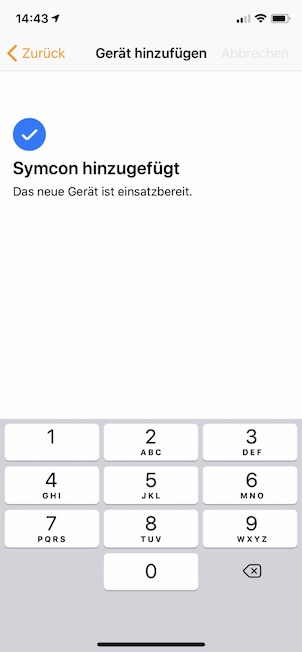 14:43
Zurück Gerät hinzufügen Abbrechen
Symcon hinzugefügt
Das neue Gerät ist einsatzbereit.
1 2 3
ABC DEF
4 5 6
GHI JKL MNO
7 8 9
PQRS TUV WXYZ
0